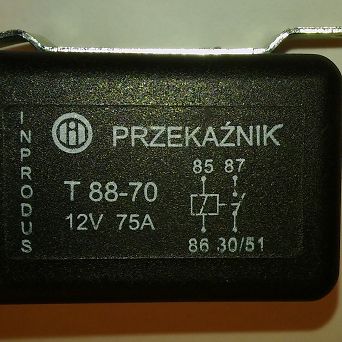 INPRODUS
PRZEKAŹNIK
T 88-70
12V 75A
85 87
86 30/51